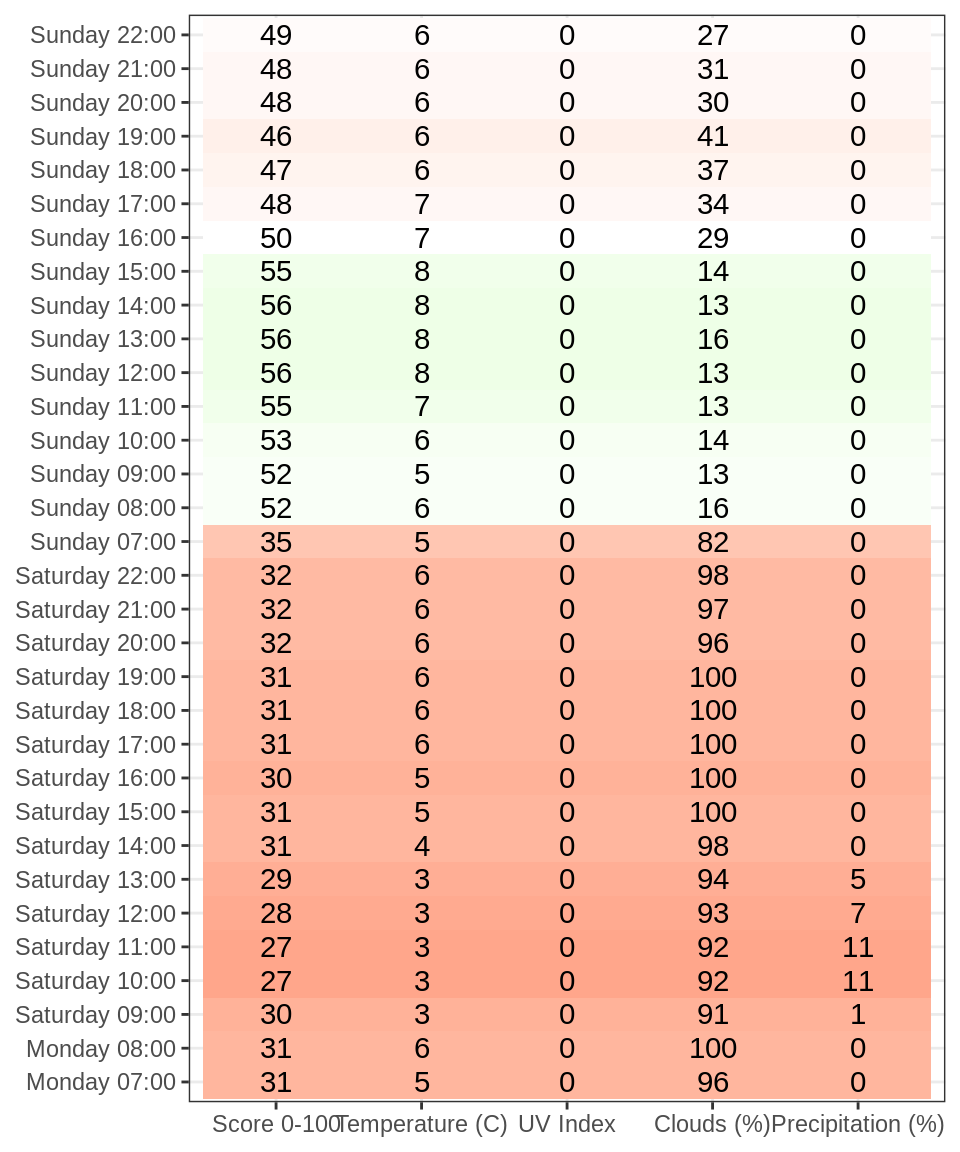 Sunday 22:00 49 6 0 27 0
Sunday 21:00 48 6 0 31 0
Sunday 20:00 48 6 0 30 0
Sunday 19:00 46 6 0 41 0
Sunday 18:00 47 6 0 37 0
Sunday 17:00 48 7 0 34 0
Sunday 16:00 50 7 0 29 0
Sunday 15:00 55 8 0 14 0
Sunday 14:00 56 8 0 13 0
Sunday 13:00 56 8 0 16 0
Sunday 12:00 56 8 0 13 0
Sunday 11:00 55 7 0 13 0
Sunday 10:00 53 6 0 14 0
Sunday 09:00 52 5 0 13 0
Sunday 08:00 52 6 0 16 0
Sunday 07:00 35 5 0 82 0
Saturday 22:00 32 6 0 98 0
Saturday 21:00 32 6 0 97 0
Saturday 20:00 32 6 0 96 0
Saturday 19:00 31 6 0 100 0
Saturday 18:00 31 6 0 100 0
Saturday 17:00 31 6 0 100 0
Saturday 16:00 30 5 0 100 0
Saturday 15:00 31 5 0 100 0
Saturday 14:00 31 4 0 98 0
Saturday 13:00 29 3 0 94 5
Saturday 12:00 28 3 0 93 7
Saturday 11:00 27 3 0 92 11
Saturday 10:00 27 3 0 92 11
Saturday 09:00 30 3 0 91 1
Monday 08:00 31 6 0 100 0
Monday 07:00 31 5 0 96 0
Score 0-100 Temperature (C) UV Index Clouds (%) Precipitation (%)